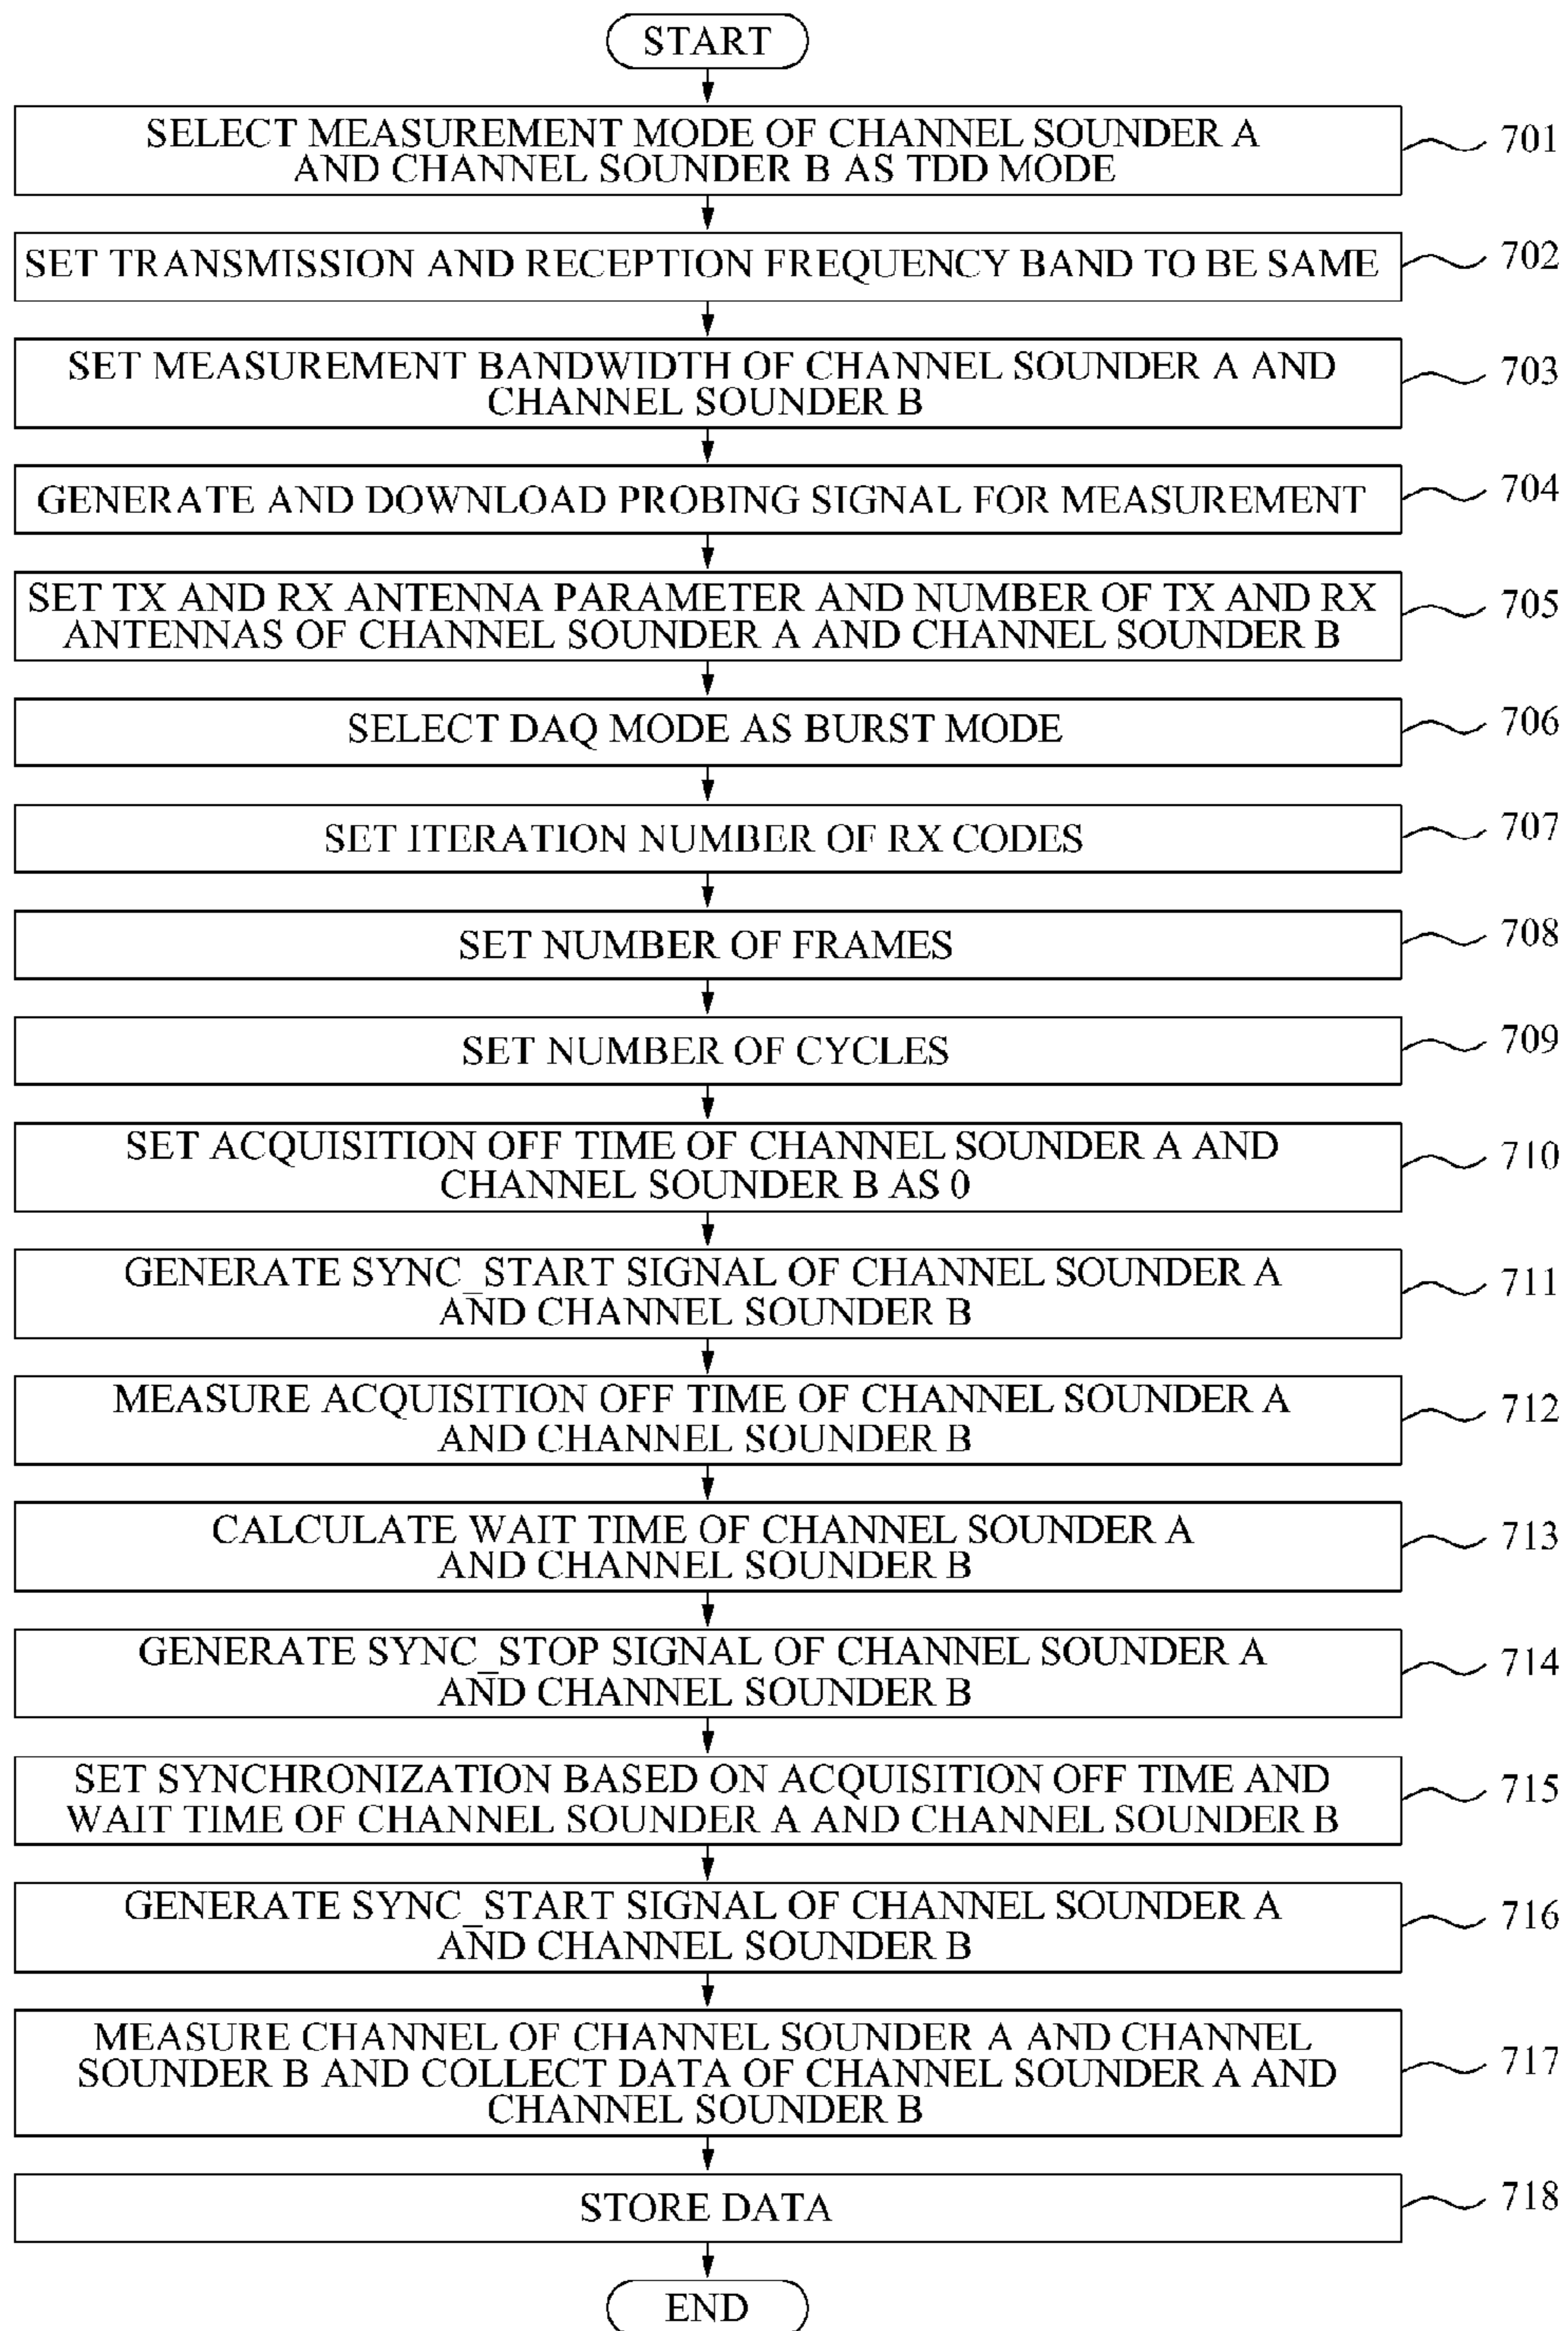 START
SELECT MEASUREMENT MODE OF CHANNEL SOUNDER A
AND CHANNEL SOUNDER B AS TDD MODE
701
SET TRANSMISSION AND RECEPTION FREQUENCY BAND TO BE SAME
702
SET MEASUREMENT BANDWIDTH OF CHANNEL SOUNDER A AND
CHANNEL SOUNDER B
703
GENERATE AND DOWNLOAD PROBING SIGNAL FOR MEASUREMENT
704
SET TX AND RX ANTENNA PARAMETER AND NUMBER OF TX AND RX
ANTENNAS OF CHANNEL SOUNDER A AND CHANNEL SOUNDER B
705
SELECT DAQ MODE AS BURST MODE
706
SET ITERATION NUMBER OF RX CODES
707
SET NUMBER OF FRAMES
708
SET NUMBER OF CYCLES
709
SET ACQUISITION OFF TIME OF CHANNEL SOUNDER A AND
CHANNEL SOUNDER B AS 0
710
GENERATE SYNC_START SIGNAL OF CHANNEL SOUNDER A
AND CHANNEL SOUNDER B
711
MEASURE ACQUISITION OFF TIME OF CHANNEL SOUNDER A
AND CHANNEL SOUNDER B
712
CALCULATE WAIT TIME OF CHANNEL SOUNDER A
AND CHANNEL SOUNDER B
713
GENERATE SYNC_STOP SIGNAL OF CHANNEL SOUNDER A
AND CHANNEL SOUNDER B
714
SET SYNCHRONIZATION BASED ON ACQUISITION OFF TIME AND
WAIT TIME OF CHANNEL SOUNDER A AND CHANNEL SOUNDER B
715
GENERATE SYNC_START SIGNAL OF CHANNEL SOUNDER A
AND CHANNEL SOUNDER B
716
MEASURE CHANNEL OF CHANNEL SOUNDER A AND CHANNEL
SOUNDER B AND COLLECT DATA OF CHANNEL SOUNDER A AND
CHANNEL SOUNDER B
717
STORE DATA
718
END